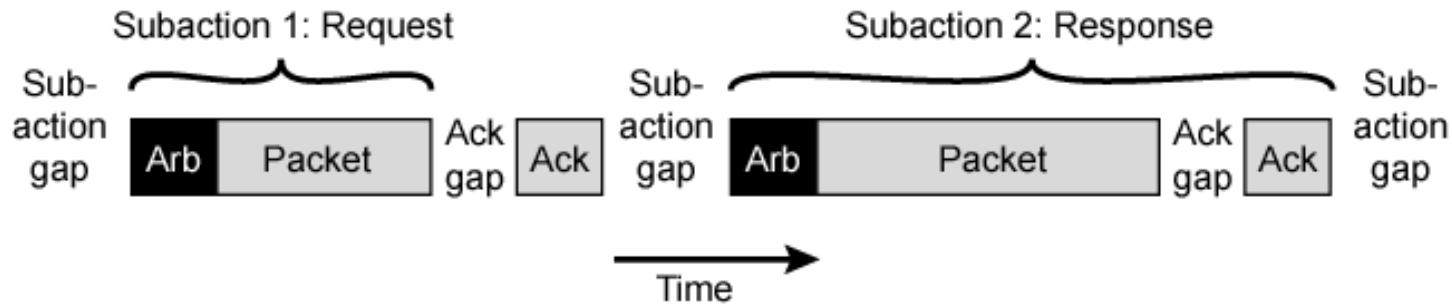 Subaction 1: Request
Subaction 2: Response
Sub-
action
gap
Arb
Packet
Ack
gap
Ack
Sub-
action
gap
Arb
Packet
Ack
gap
Ack
Sub-
action
gap
Time